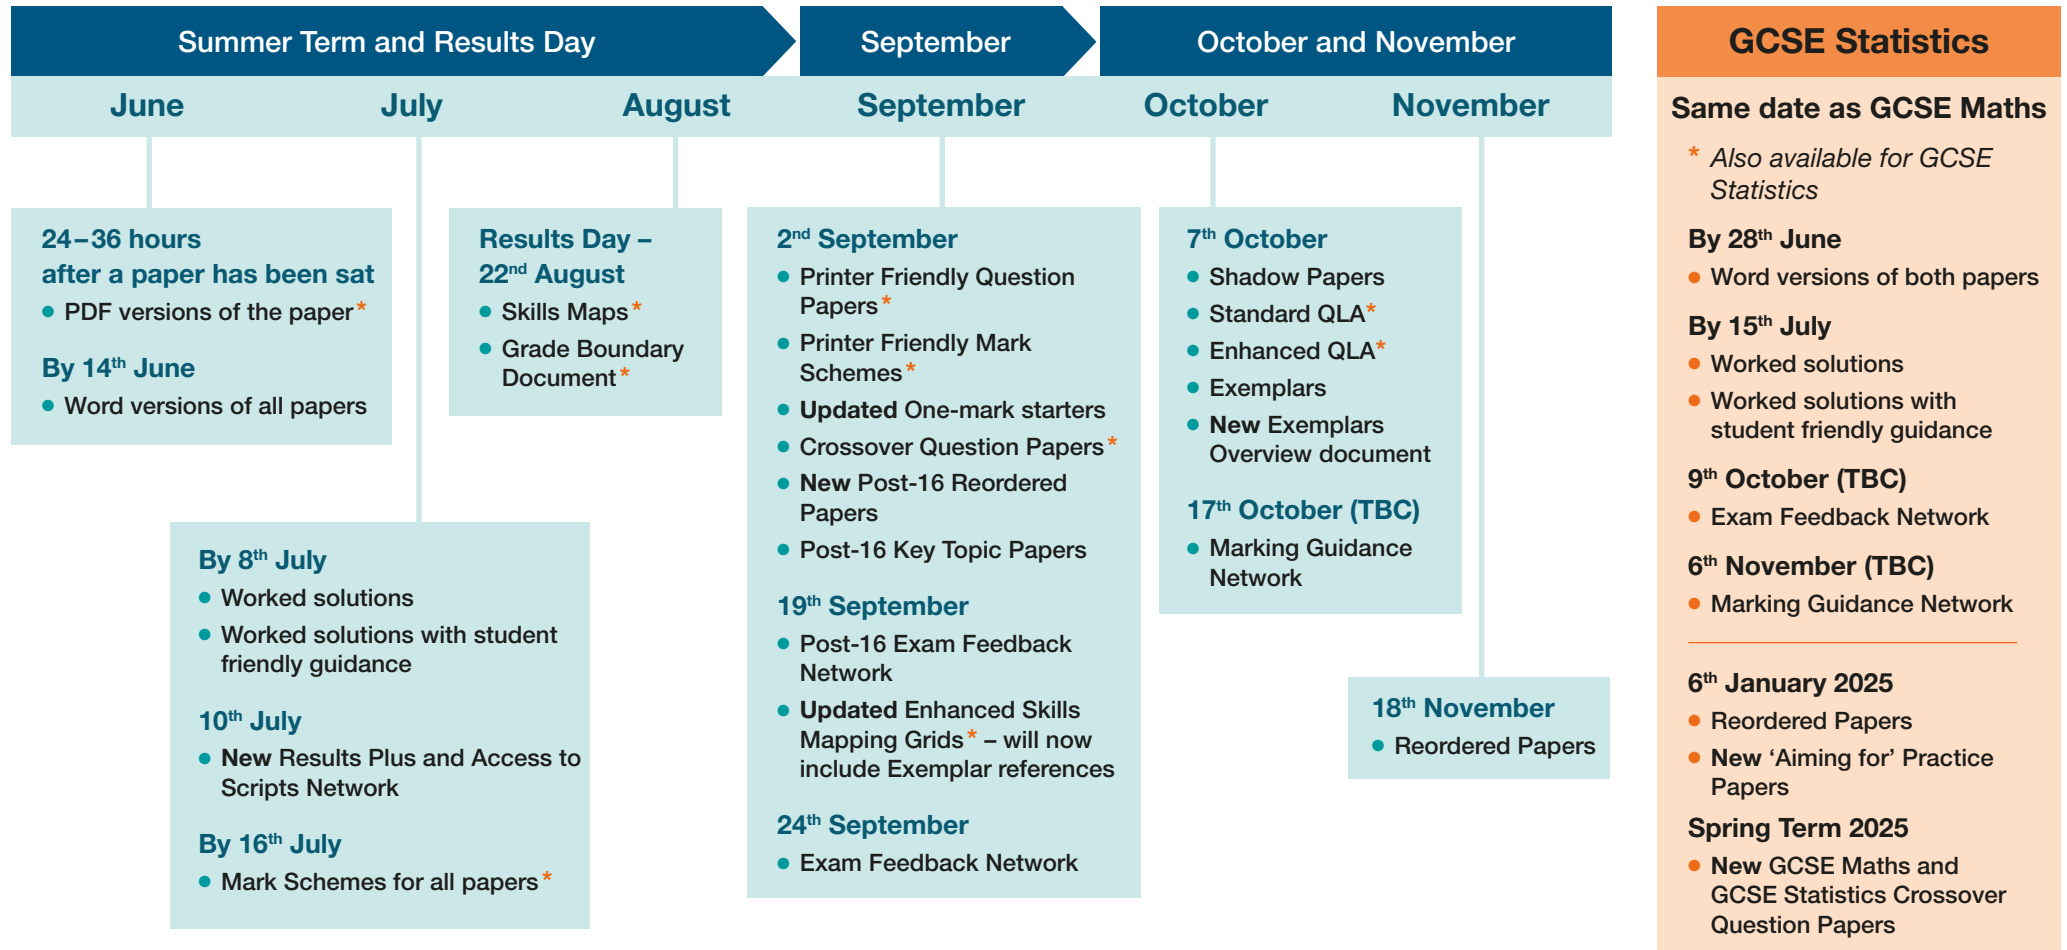 Summer Term and Results Day
September
October and November
June
July
August
September
October
November
24–36 hours
after a paper has been sat
• PDF versions of the paper*
By 14th June
• Word versions of all papers
By 8th July
• Worked solutions
• Worked solutions with student
friendly guidance
10th July
• New Results Plus and Access to
Scripts Network
By 16th July
• Mark Schemes for all papers*
Results Day –
22nd August
• Skills Maps*
• Grade Boundary
Document*
2nd September
• Printer Friendly Question
Papers*
• Printer Friendly Mark
Schemes*
• Updated One-mark starters
• Crossover Question Papers*
• New Post-16 Reordered
Papers
• Post-16 Key Topic Papers
19th September
• Post-16 Exam Feedback
Network
• Updated Enhanced Skills
Mapping Grids* – will now
include Exemplar references
24th September
• Exam Feedback Network
7th October
• Shadow Papers
• Standard QLA*
• Enhanced QLA*
• Exemplars
• New Exemplars
Overview document
17th October (TBC)
• Marking Guidance
Network
18th November
• Reordered Papers
GCSE Statistics
Same date as GCSE Maths
* Also available for GCSE
Statistics
By 28th June
• Word versions of both papers
By 15th July
• Worked solutions
• Worked solutions with
student friendly guidance
9th October (TBC)
• Exam Feedback Network
6th November (TBC)
• Marking Guidance Network
6th January 2025
• Reordered Papers
• New ‘Aiming for’ Practice
Papers
Spring Term 2025
• New GCSE Maths and
GCSE Statistics Crossover
Question Papers